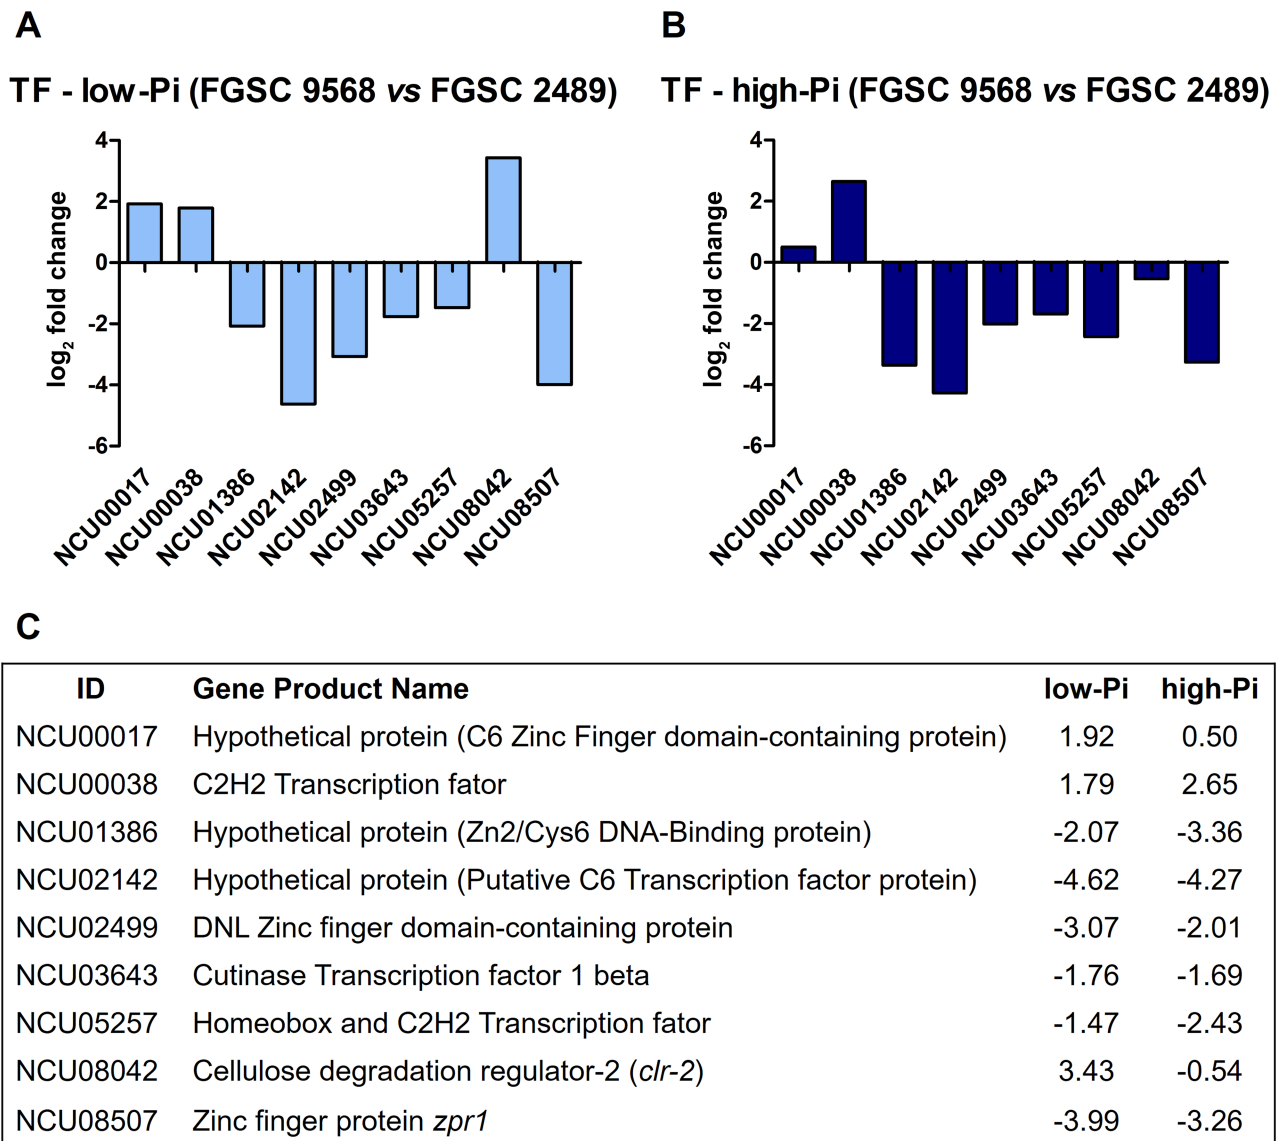 A
B
TF - low-Pi (FGSC 9568 vs FGSC 2489)
TF - high-Pi (FGSC 9568 vs FGSC 2489)
4
2
0
-2
-4
-6
log2 fold change
NCU00017
NCU00038
NCU01386
NCU02142
NCU02499
NCU03643
NCU05257
NCU08042
NCU08507
4
2
0
-2
-4
-6
log2 fold change
NCU00017
NCU00038
NCU01386
NCU02142
NCU02499
NCU03643
NCU05257
NCU08042
NCU08507
C
ID Gene Product Name low-Pi high-Pi
NCU00017 Hypothetical protein (C6 Zinc Finger domain-containing protein) 1.92 0.50
NCU00038 C2H2 Transcription fator 1.79 2.65
NCU01386 Hypothetical protein (Zn2/Cys6 DNA-Binding protein) -2.07 -3.36
NCU02142 Hypothetical protein (Putative C6 Transcription factor protein) -4.62 -4.27
NCU02499 DNL Zinc finger domain-containing protein -3.07 -2.01
NCU03643 Cutinase Transcription factor 1 beta -1.76 -1.69
NCU05257 Homeobox and C2H2 Transcription fator -1.47 -2.43
NCU08042 Cellulose degradation regulator-2 (clr-2) 3.43 -0.54
NCU08507 Zinc finger protein zpr1 -3.99 -3.26